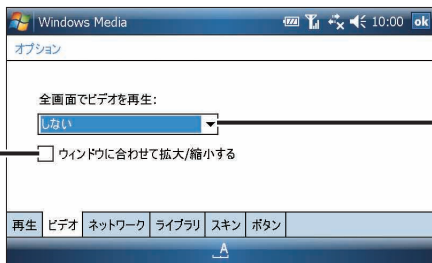 Windows Media 10:00 ok
オプション
全画面でビデオを再生:
しない
ウィンドウに合わせて拡大/縮小する
再生 ビデオ ネットワーク ライブラリ スキン ボタン
A